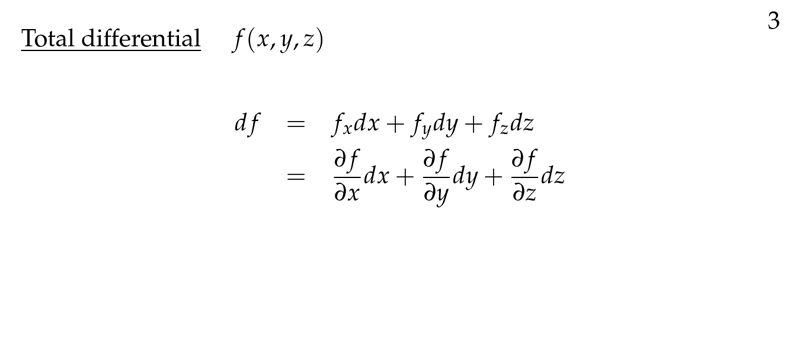 3
Total differential f(x, y, z)
df = f_x dx + f_y dy + f_z dz
= ∂f/∂x dx + ∂f/∂y dy + ∂f/∂z dz